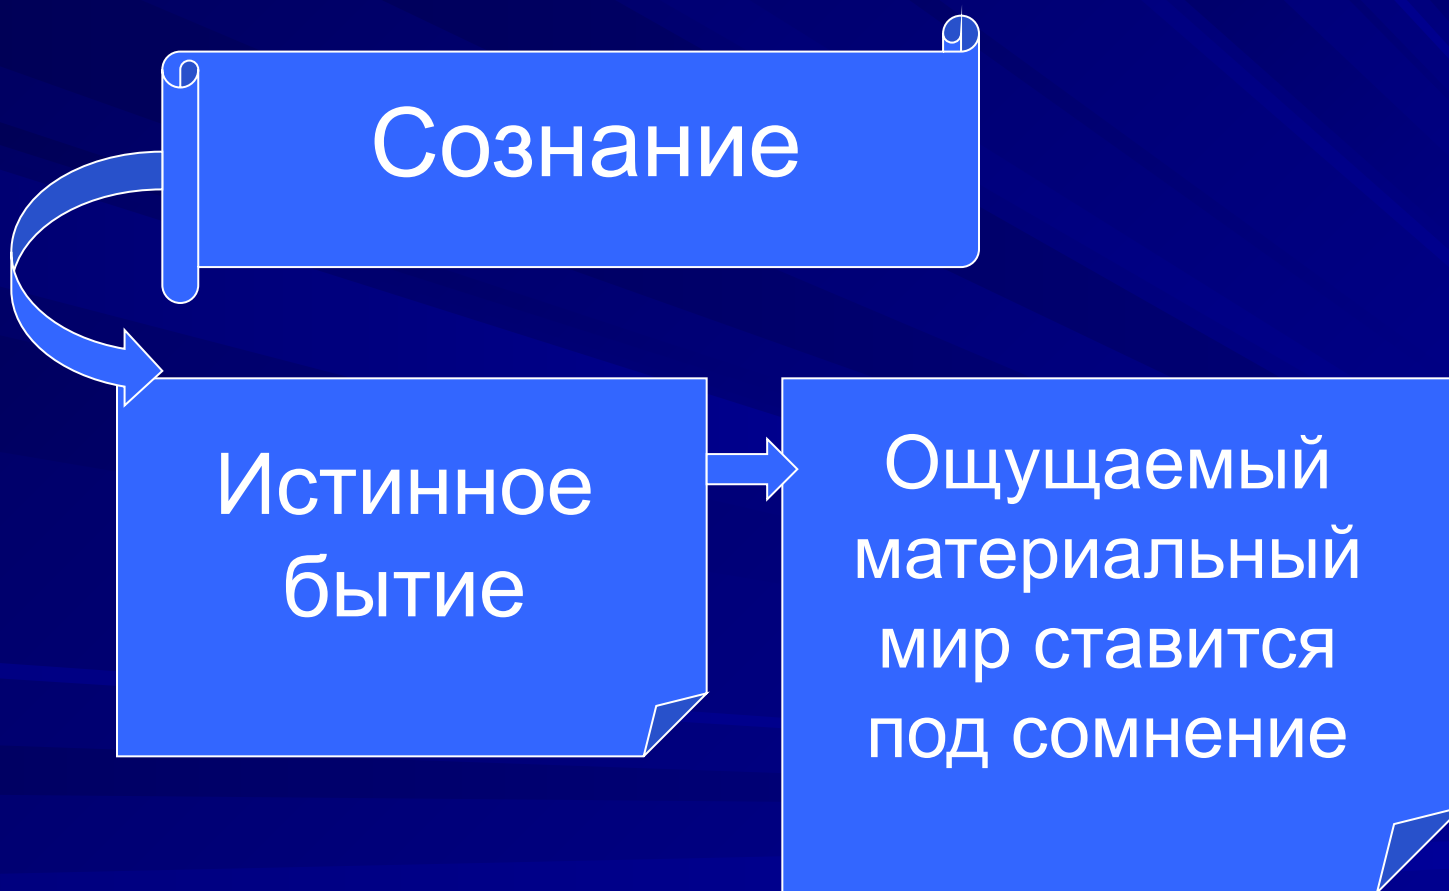 Сознание
Истинное
бытие
Ощущаемый
материальный
мир ставится
под сомнение